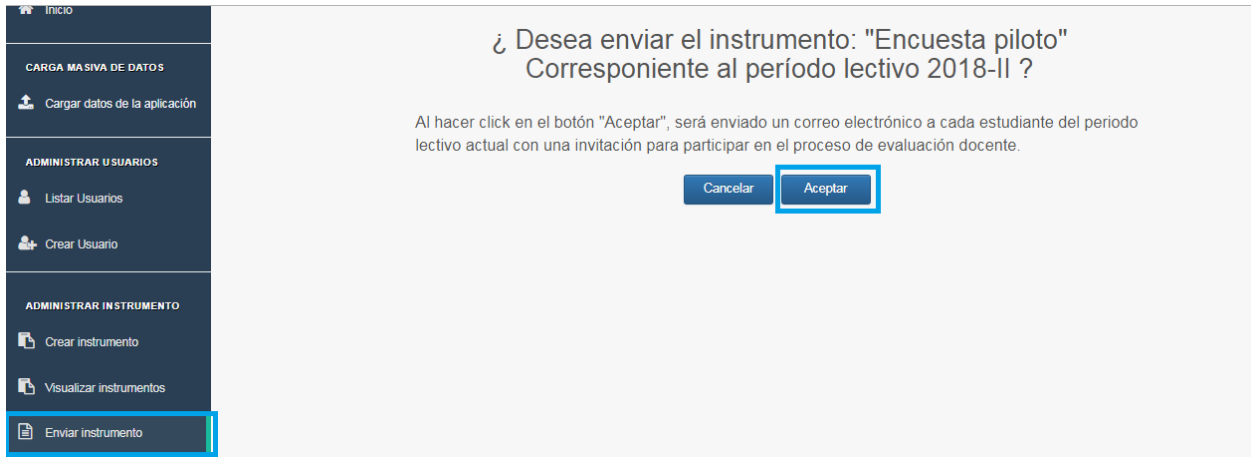 Inicio
CARGA MASIVA DE DATOS
Cargar datos de la aplicación
ADMINISTRAR USUARIOS
Listar Usuarios
Crear Usuario
ADMINISTRAR INSTRUMENTO
Crear instrumento
Visualizar instrumentos
Enviar instrumento
¿ Desea enviar el instrumento: "Encuesta piloto"
Corresponiente al período lectivo 2018-II ?
Al hacer click en el botón "Aceptar", será enviado un correo electrónico a cada estudiante del periodo
lectivo actual con una invitación para participar en el proceso de evaluación docente.
Cancelar
Aceptar